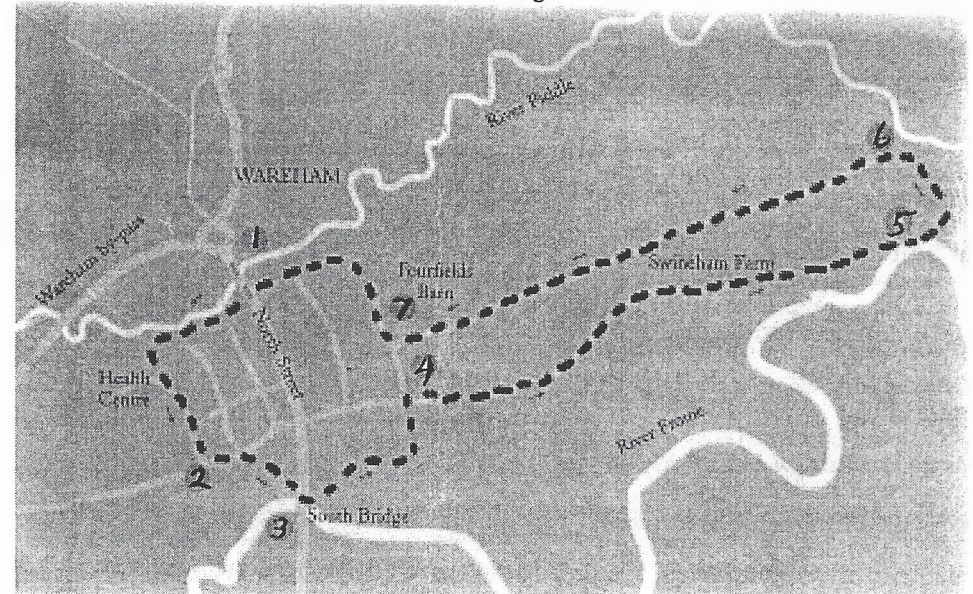 River Piddle
6
WAREHAM
5
1
Wareham by-pass
Fourfields
Barn
Swineham Farm
7
North Street
4
Health
Centre
River Frome
2
South Bridge
3